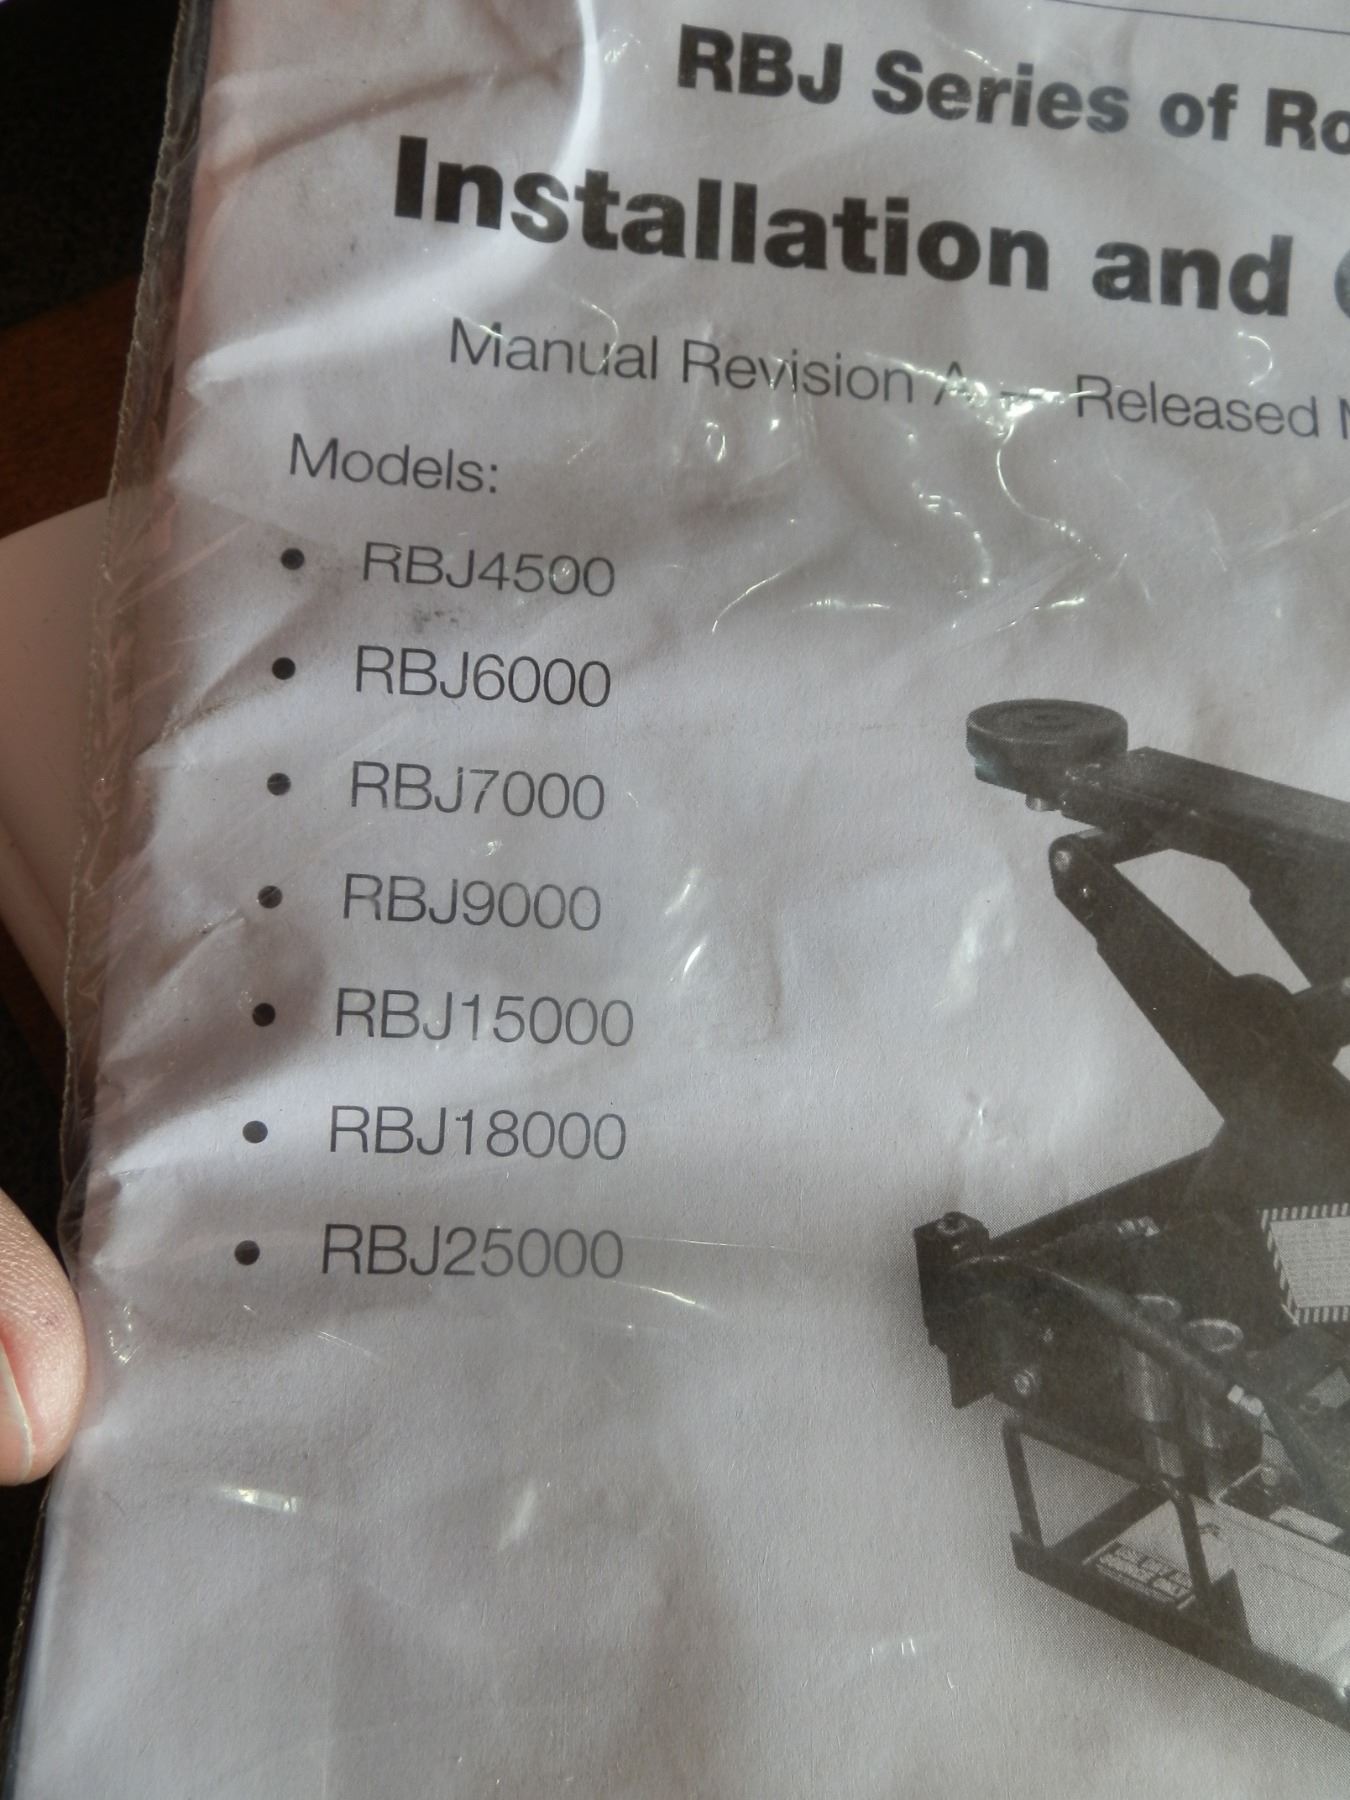 RBJ Series of Ro
Installation and
Manual Revision A — Released
Models:
• RBJ4500
• RBJ6000
• RBJ7000
• RBJ9000
• RBJ15000
• RBJ18000
• RBJ25000